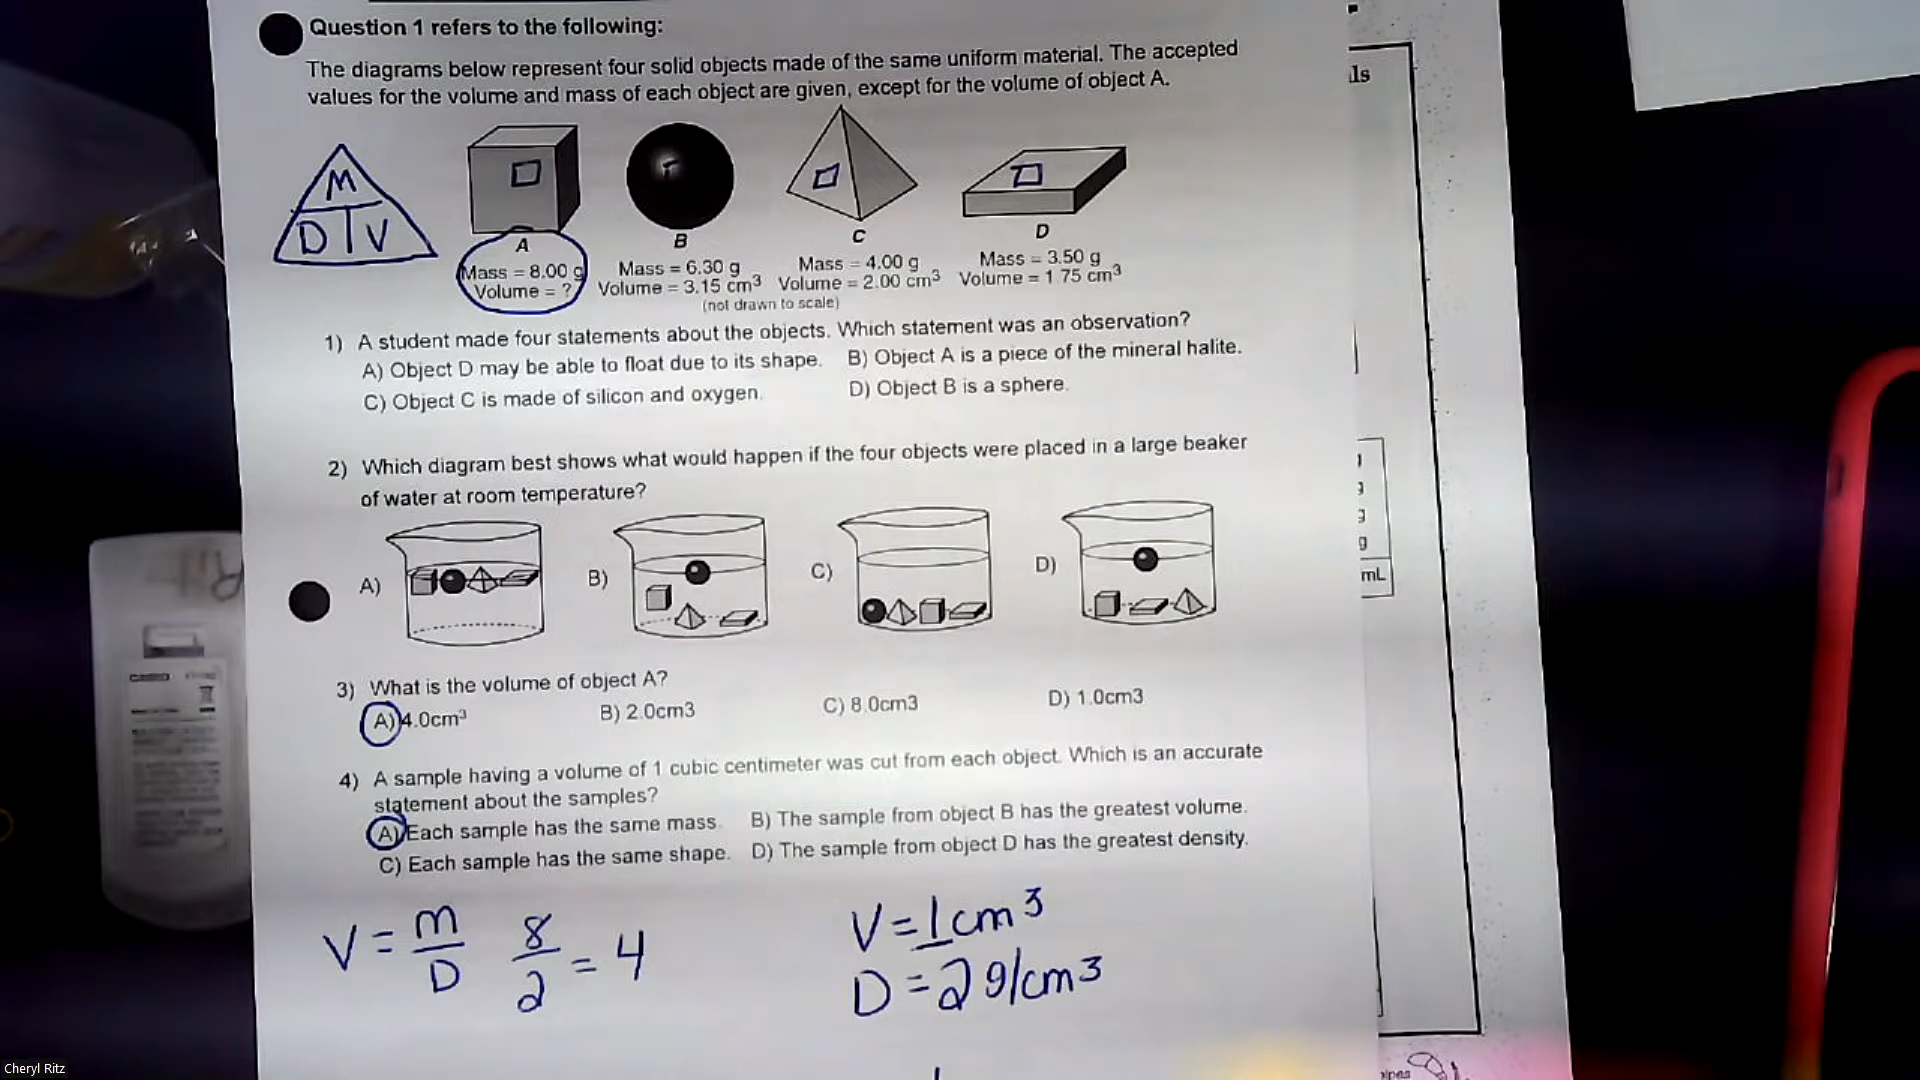 Question 1 refers to the following:
The diagrams below represent four solid objects made of the same uniform material. The accepted
values for the volume and mass of each object are given, except for the volume of object A.
M
D V
A
Mass = 8.00 g
Volume = ?
B
Mass = 6.30 g
Volume = 3.15 cm³
C
Mass = 4.00 g
Volume = 2.00 cm³
D
Mass = 3.50 g
Volume = 1.75 cm³
(not drawn to scale)
1) A student made four statements about the objects. Which statement was an observation?
A) Object D may be able to float due to its shape. B) Object A is a piece of the mineral halite.
C) Object C is made of silicon and oxygen. D) Object B is a sphere.
2) Which diagram best shows what would happen if the four objects were placed in a large beaker
of water at room temperature?
A) B) C) D)
3) What is the volume of object A?
A) 4.0cm³ B) 2.0cm3 C) 8.0cm3 D) 1.0cm3
4) A sample having a volume of 1 cubic centimeter was cut from each object. Which is an accurate
statement about the samples?
A) Each sample has the same mass. B) The sample from object B has the greatest volume.
C) Each sample has the same shape. D) The sample from object D has the greatest density.
V = m/D 8/2 = 4
V = 1 cm³
D = 2 g/cm³
ls
g
mL
CASIO
Cheryl Ritz